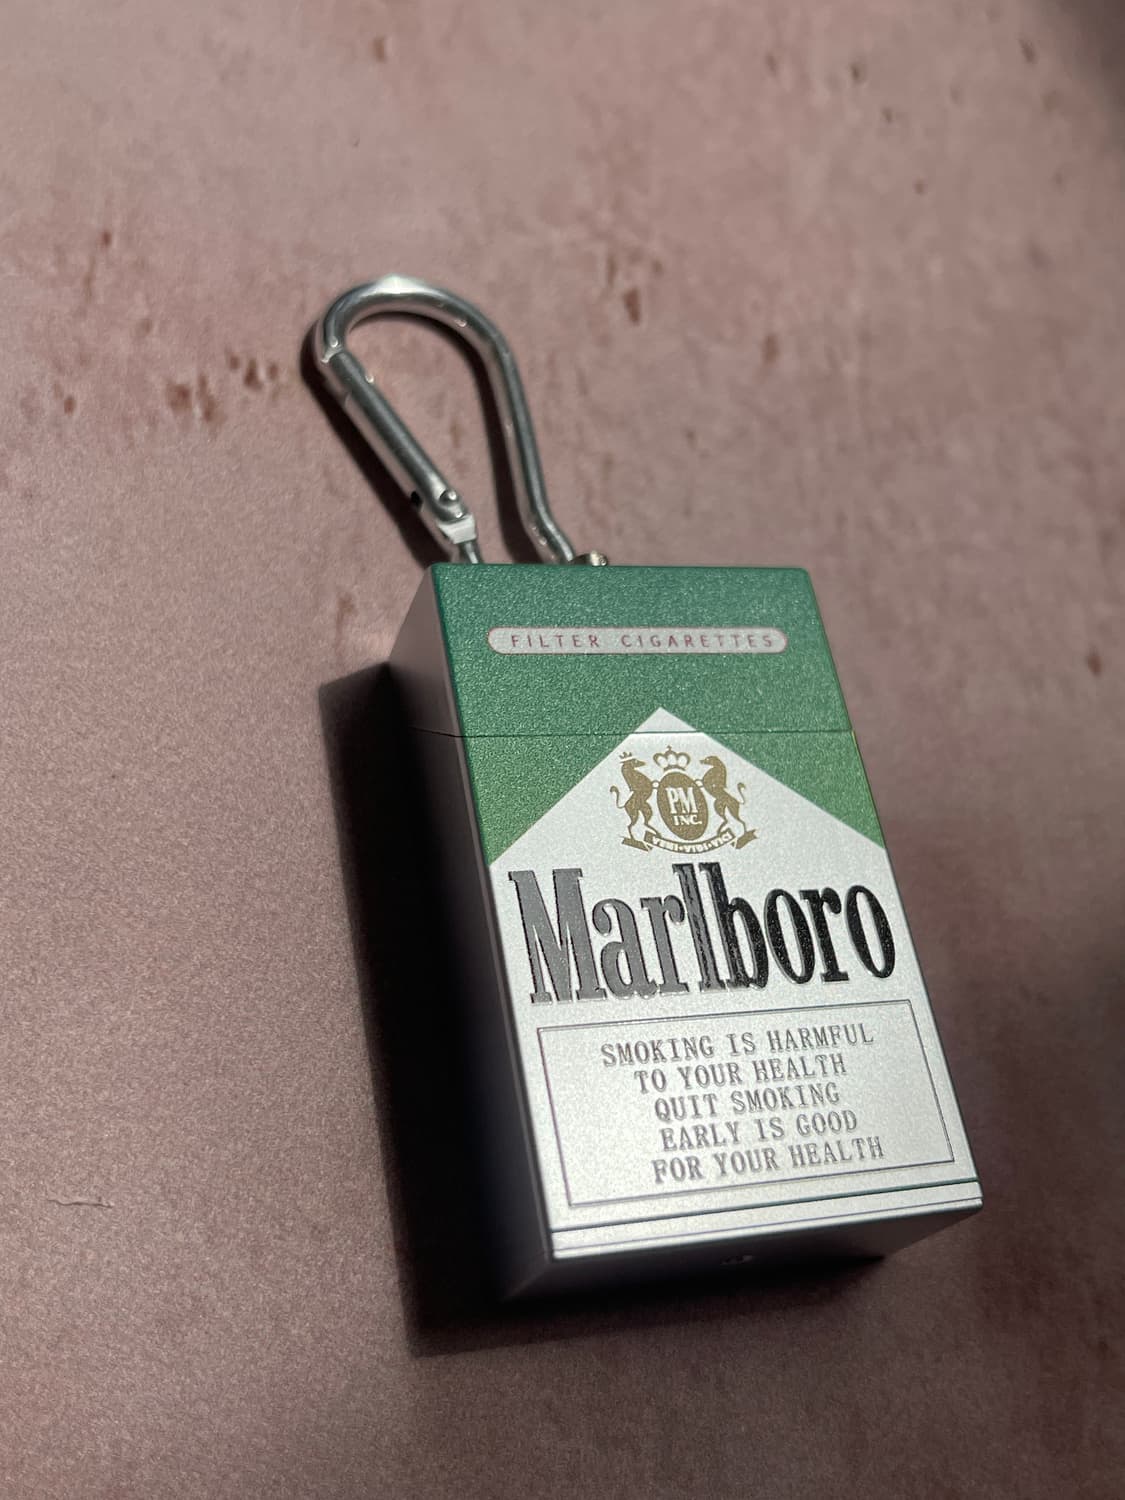 FILTER CIGARETTES
PM
INC.
Marlboro
SMOKING IS HARMFUL
TO YOUR HEALTH
QUIT SMOKING
EARLY IS GOOD
FOR YOUR HEALTH